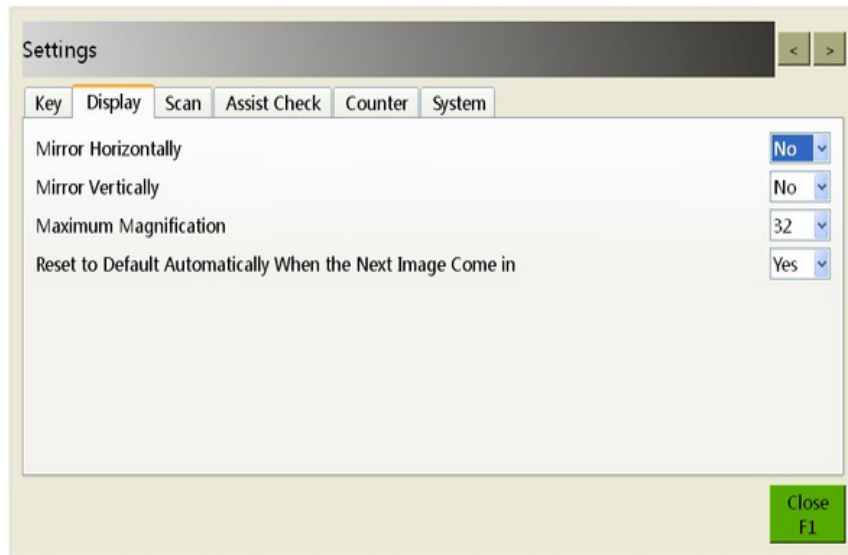 Settings
< >
Key Display Scan Assist Check Counter System
Mirror Horizontally No
Mirror Vertically No
Maximum Magnification 32
Reset to Default Automatically When the Next Image Come in Yes
Close
F1